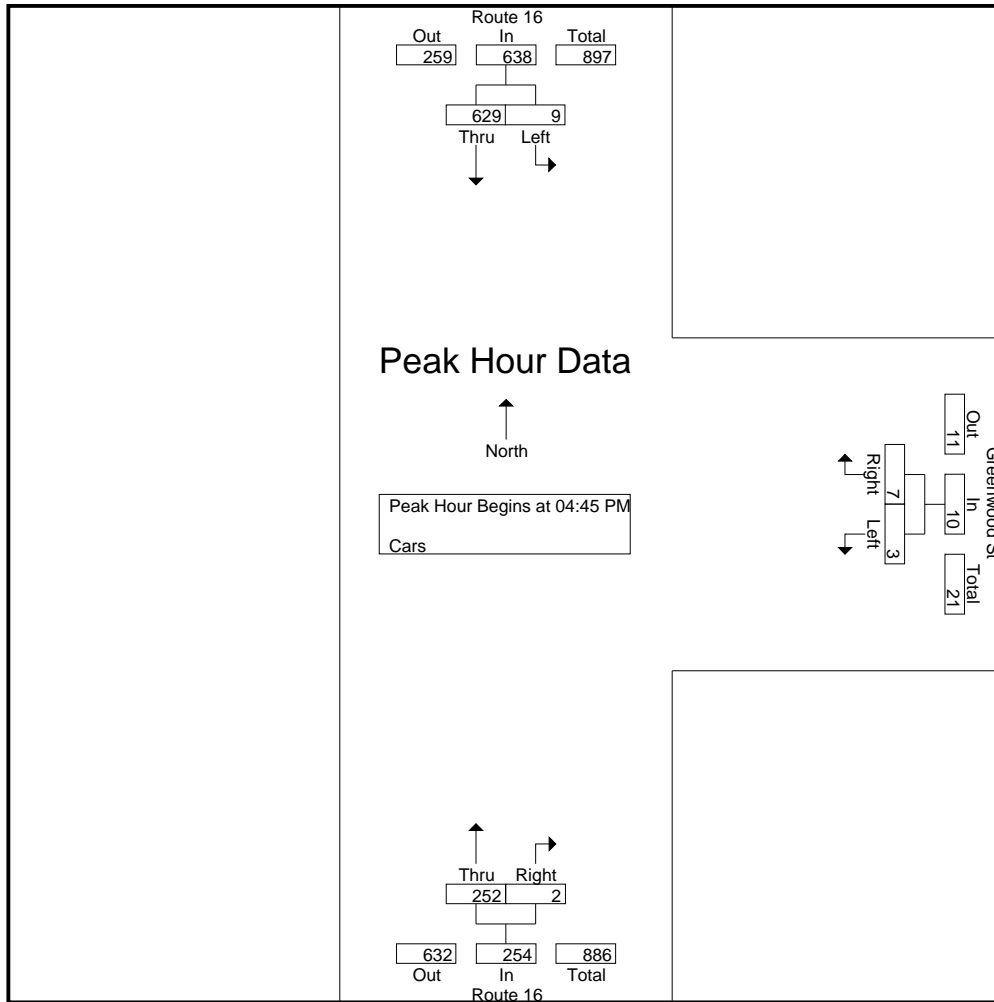 Route 16
Out In Total
259 638 897
629 9
Thru Left
Peak Hour Data
North
Peak Hour Begins at 04:45 PM
Cars
Out In Total
11 10 21
Right Left
7 3
Thru Right
252 2
632 254 886
Out In Total
Route 16